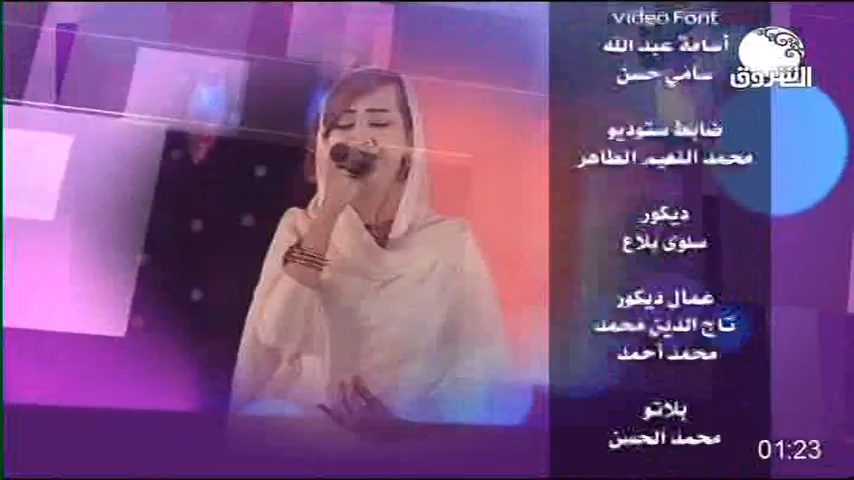 Video Font
أسامة عبد الله
سامي حسن
الشروق
ضابط ستوديو
محمد النعيم الطاهر
ديكور
سلوى بلاع
عمال ديكور
تاج الدين محمد
محمد أحمد
بلاتو
محمد الحسن
01:23